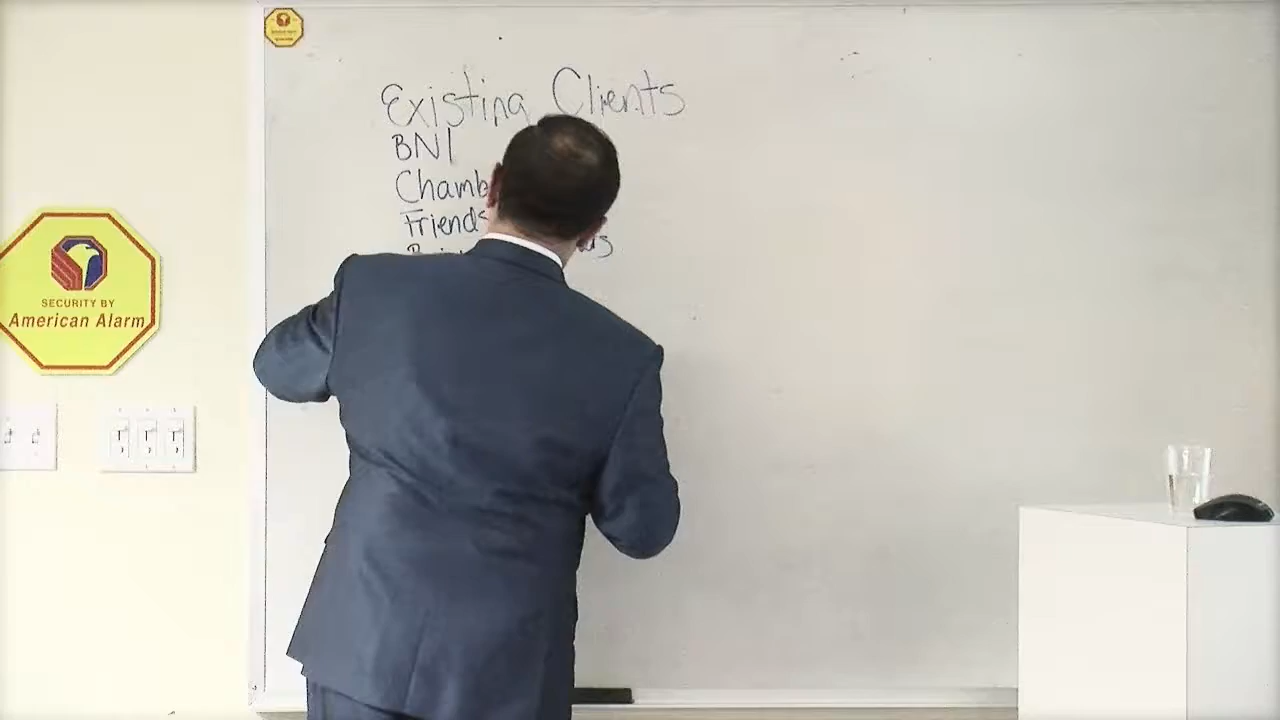 Existing Clients
BNI
Chamb
Friends
SECURITY BY
American Alarm